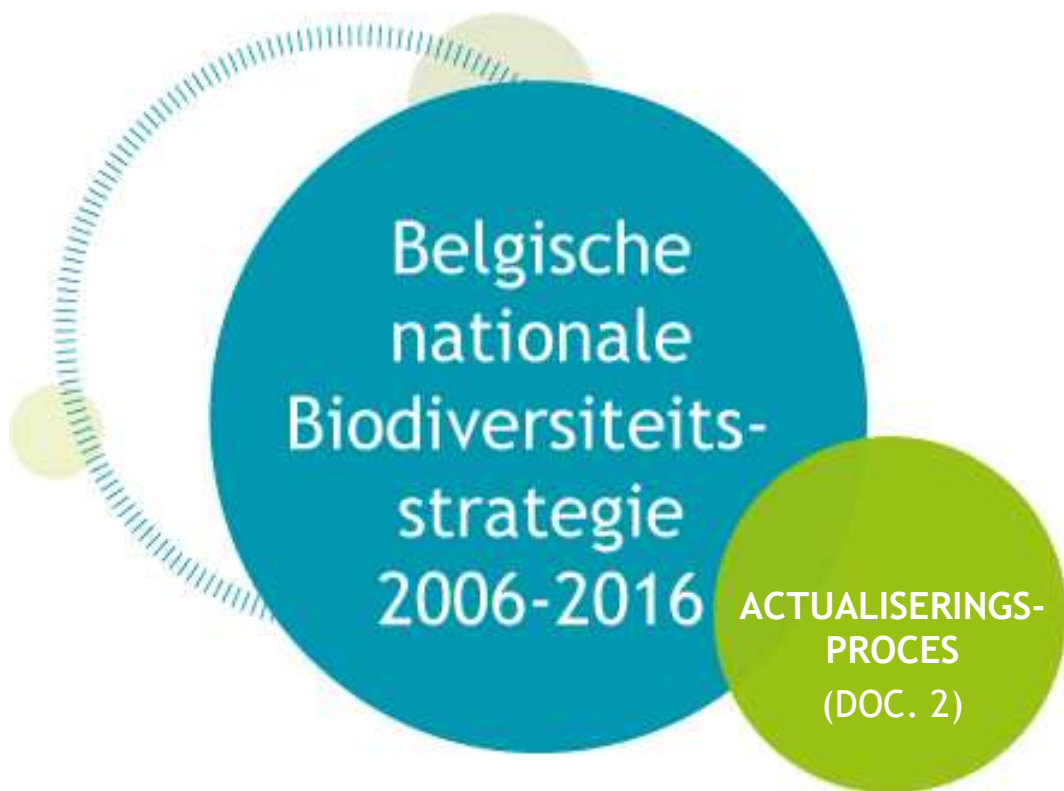 Belgische
nationale
Biodiversiteits-
strategie
2006-2016
ACTUALISERINGS-
PROCES
(DOC. 2)